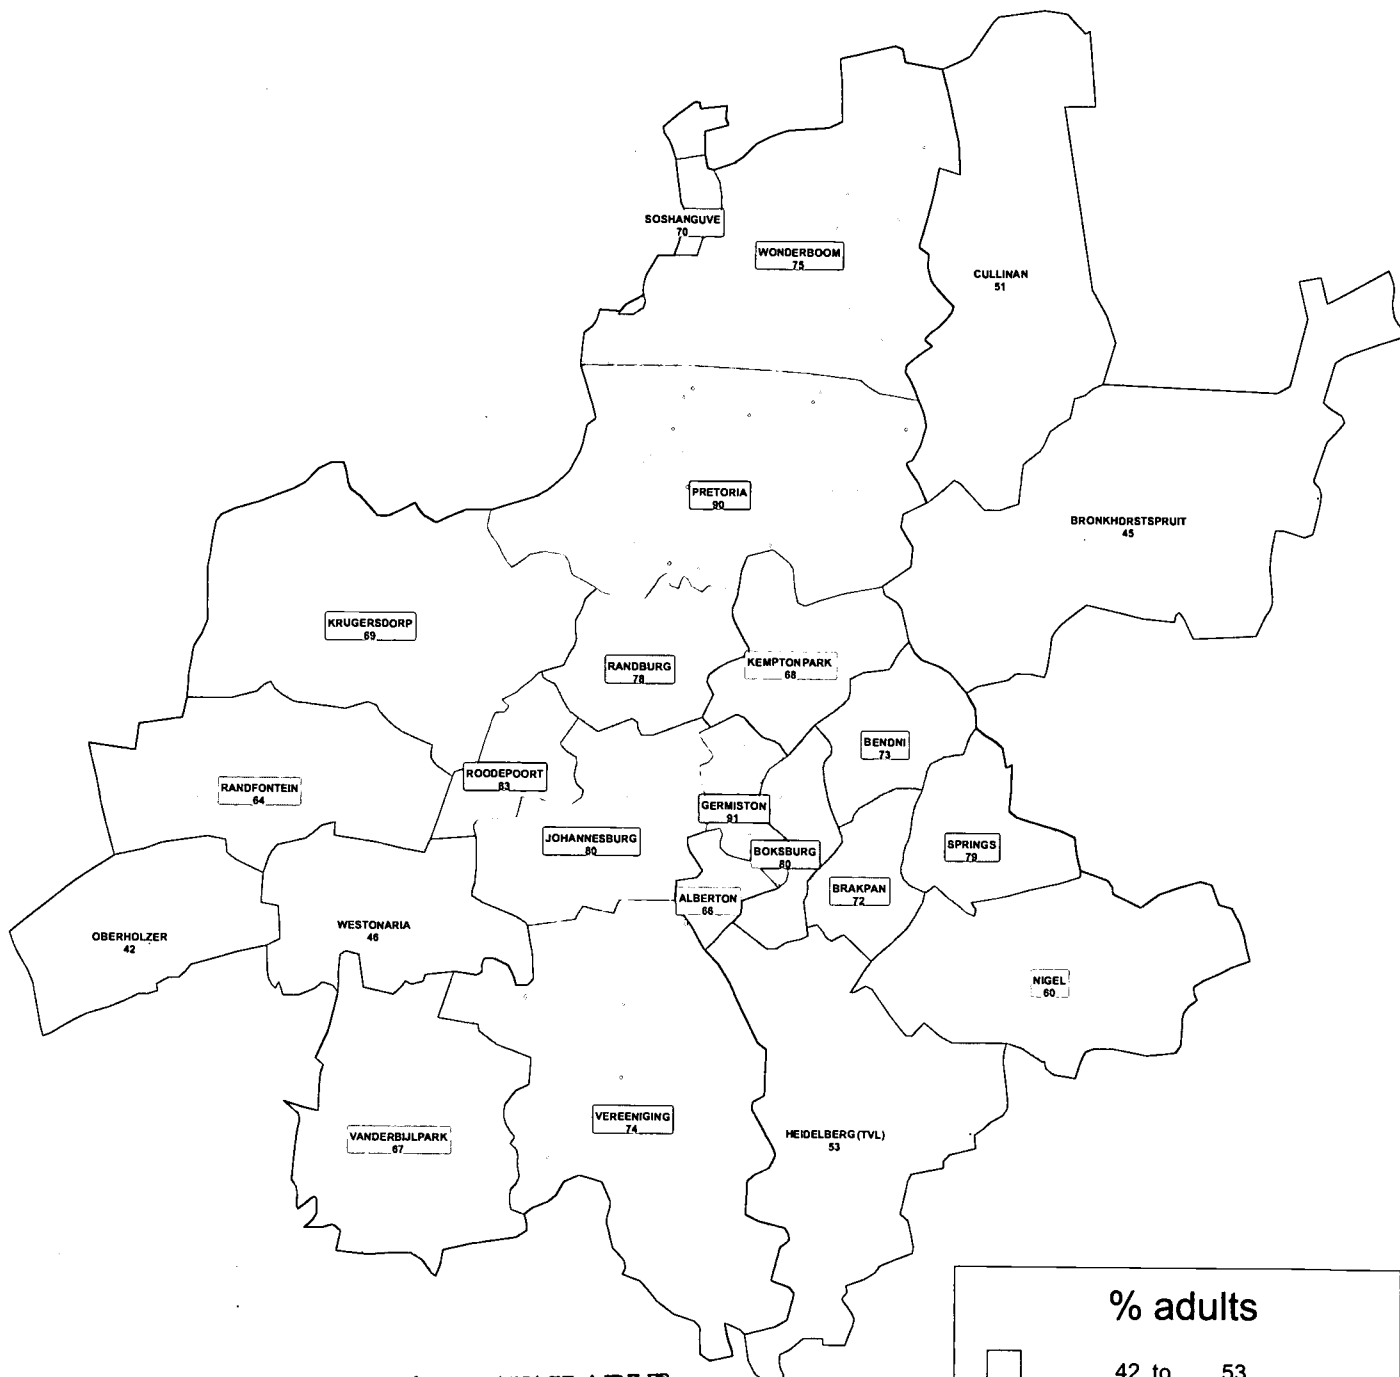 SOSHANGUVE
70
WONDERBOOM
75
CULLINAN
51
PRETORIA
90
BRONKHDRSTSPRUIT
45
KRUGERSDORP
69
RANDBURG
78
KEMPTONPARK
68
BENDNI
73
ROODEPOORT
83
RANDFONTEIN
64
GERMISTON
91
JOHANNESBURG
80
BOKSBURG
80
SPRINGS
79
BRAKPAN
72
ALBERTON
66
WESTONARIA
46
OBERHOLZER
42
NIGEL
60
VEREENIGING
74
HEIDELBERG (TVL)
53
VANDERBIJLPARK
67
% adults
42 to 53